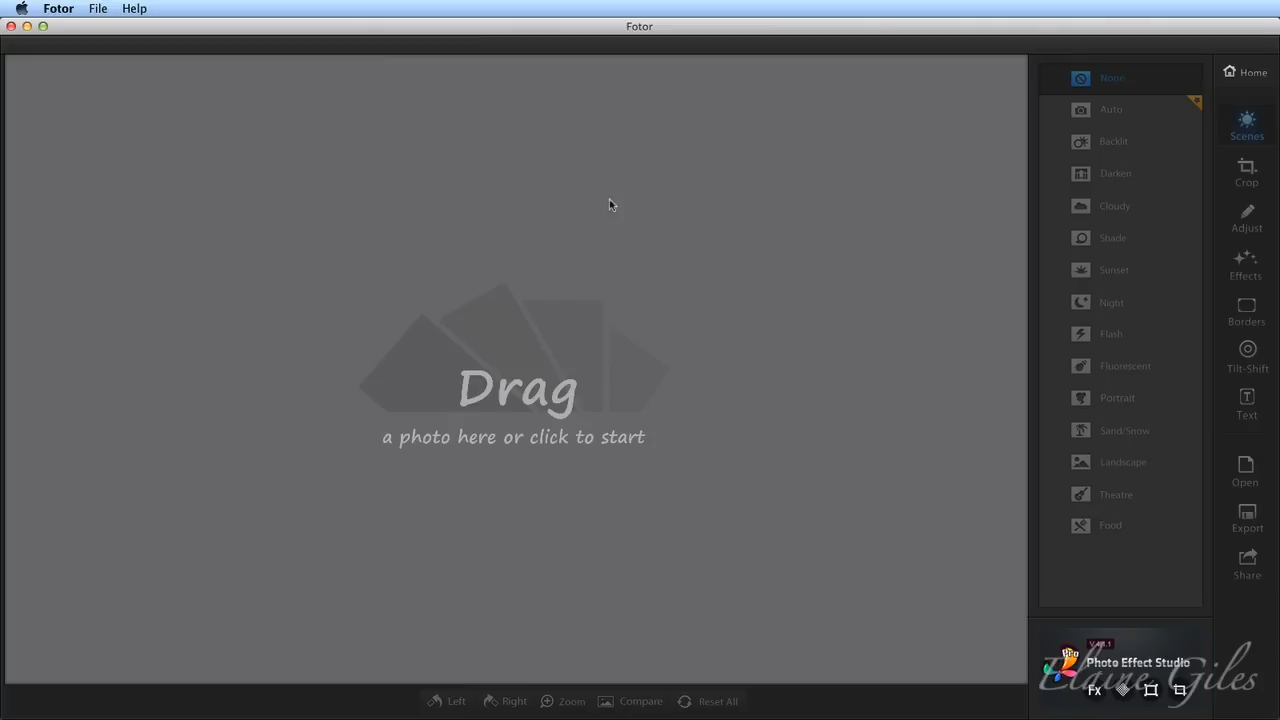 Fotor File Help
Fotor
Drag
a photo here or click to start
None
Auto
Backlit
Darken
Cloudy
Shade
Sunset
Night
Flash
Fluorescent
Portrait
Sand/Snow
Landscape
Theatre
Food
Home
Scenes
Crop
Adjust
Effects
Borders
Tilt-Shift
T
Text
Open
Export
Share
Pro
Photo Effect Studio
Fx
Elaine Giles
Left Right Zoom Compare Reset All